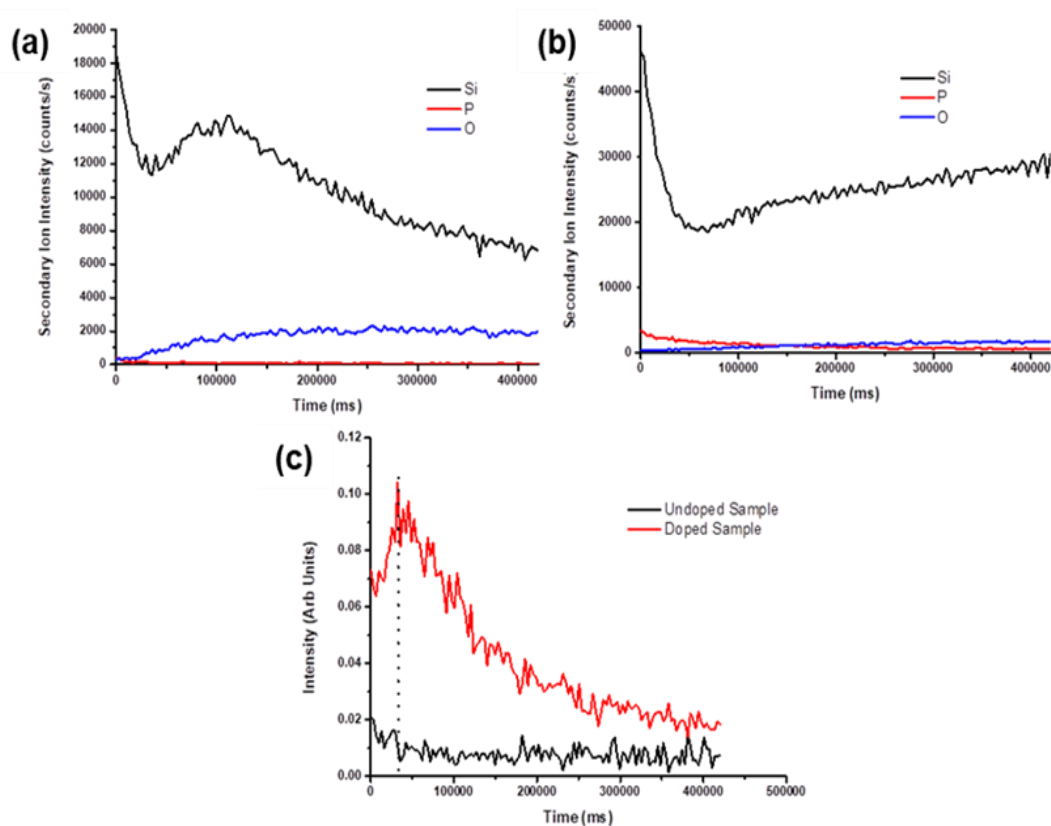 (a)
20000
18000
16000
14000
12000
10000
8000
6000
4000
2000
0
Secondary Ion Intensity (counts/s)
Si
P
O
0
100000
200000
300000
400000
Time (ms)
(b)
50000
40000
30000
20000
10000
0
Secondary Ion Intensity (counts/s)
Si
P
O
0
100000
200000
300000
400000
Time (ms)
(c)
0.12
0.10
0.08
0.06
0.04
0.02
0.00
Intensity (Arb Units)
Undoped Sample
Doped Sample
0
100000
200000
300000
400000
500000
Time (ms)